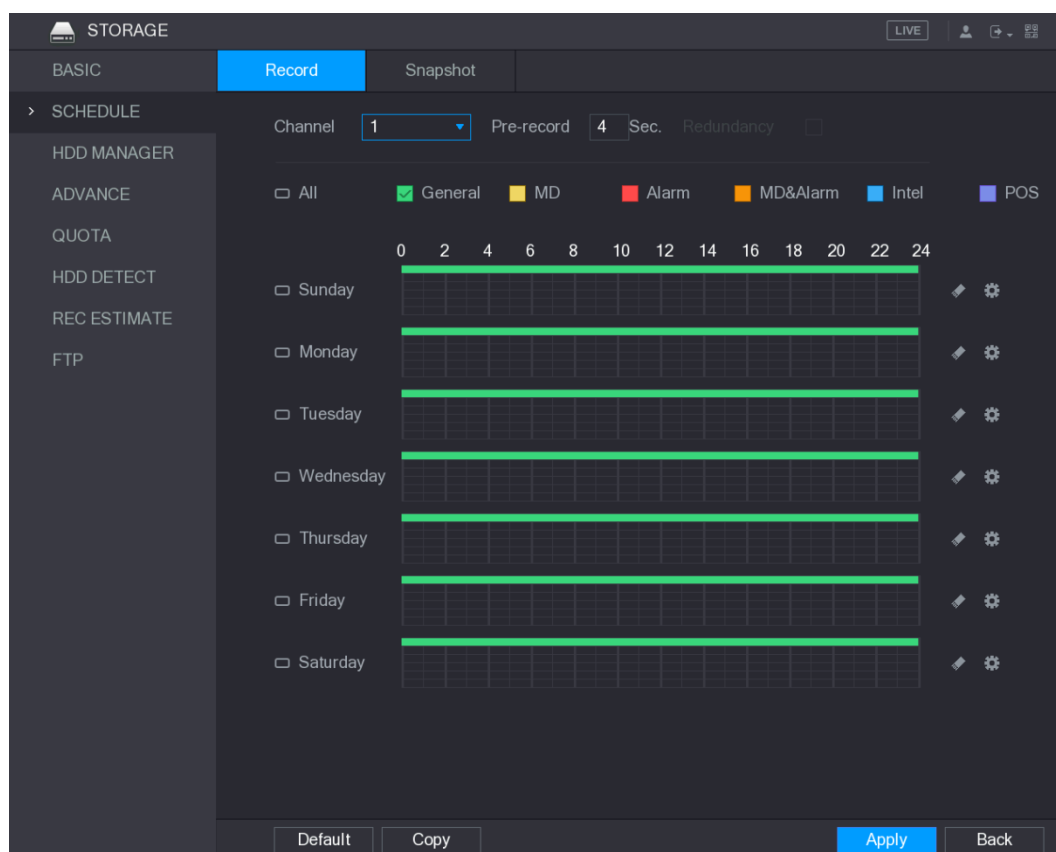 STORAGE LIVE
BASIC
SCHEDULE
HDD MANAGER
ADVANCE
QUOTA
HDD DETECT
REC ESTIMATE
FTP
Record Snapshot
Channel 1 Pre-record 4 Sec. Redundancy
All General MD Alarm MD&Alarm Intel POS
0 2 4 6 8 10 12 14 16 18 20 22 24
Sunday
Monday
Tuesday
Wednesday
Thursday
Friday
Saturday
Default Copy Apply Back